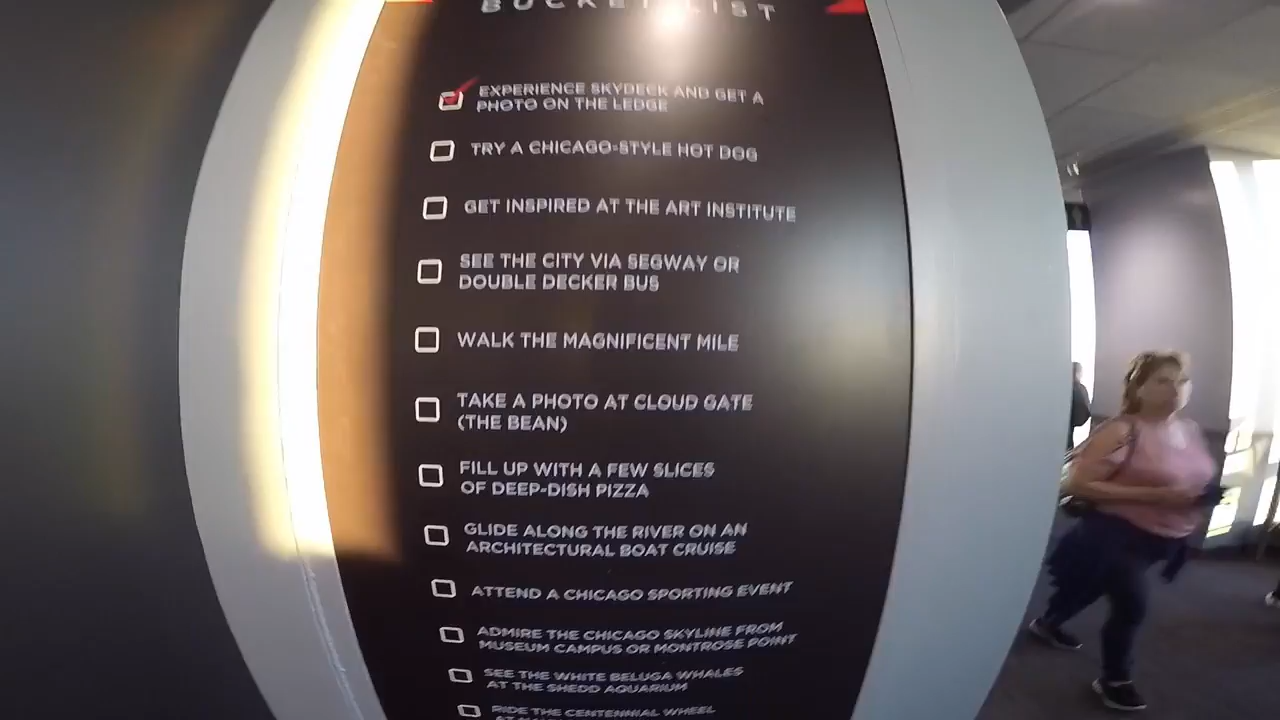 BUCKET LIST
EXPERIENCE SKYDECK AND GET A
PHOTO ON THE LEDGE
TRY A CHICAGO-STYLE HOT DOG
GET INSPIRED AT THE ART INSTITUTE
SEE THE CITY VIA SEGWAY OR
DOUBLE DECKER BUS
WALK THE MAGNIFICENT MILE
TAKE A PHOTO AT CLOUD GATE
(THE BEAN)
FILL UP WITH A FEW SLICES
OF DEEP-DISH PIZZA
GLIDE ALONG THE RIVER ON AN
ARCHITECTURAL BOAT CRUISE
ATTEND A CHICAGO SPORTING EVENT
ADMIRE THE CHICAGO SKYLINE FROM
MUSEUM CAMPUS OR MONTROSE POINT
SEE THE WHITE BELUGA WHALES
AT THE SHEDD AQUARIUM
RIDE THE CENTENNIAL WHEEL